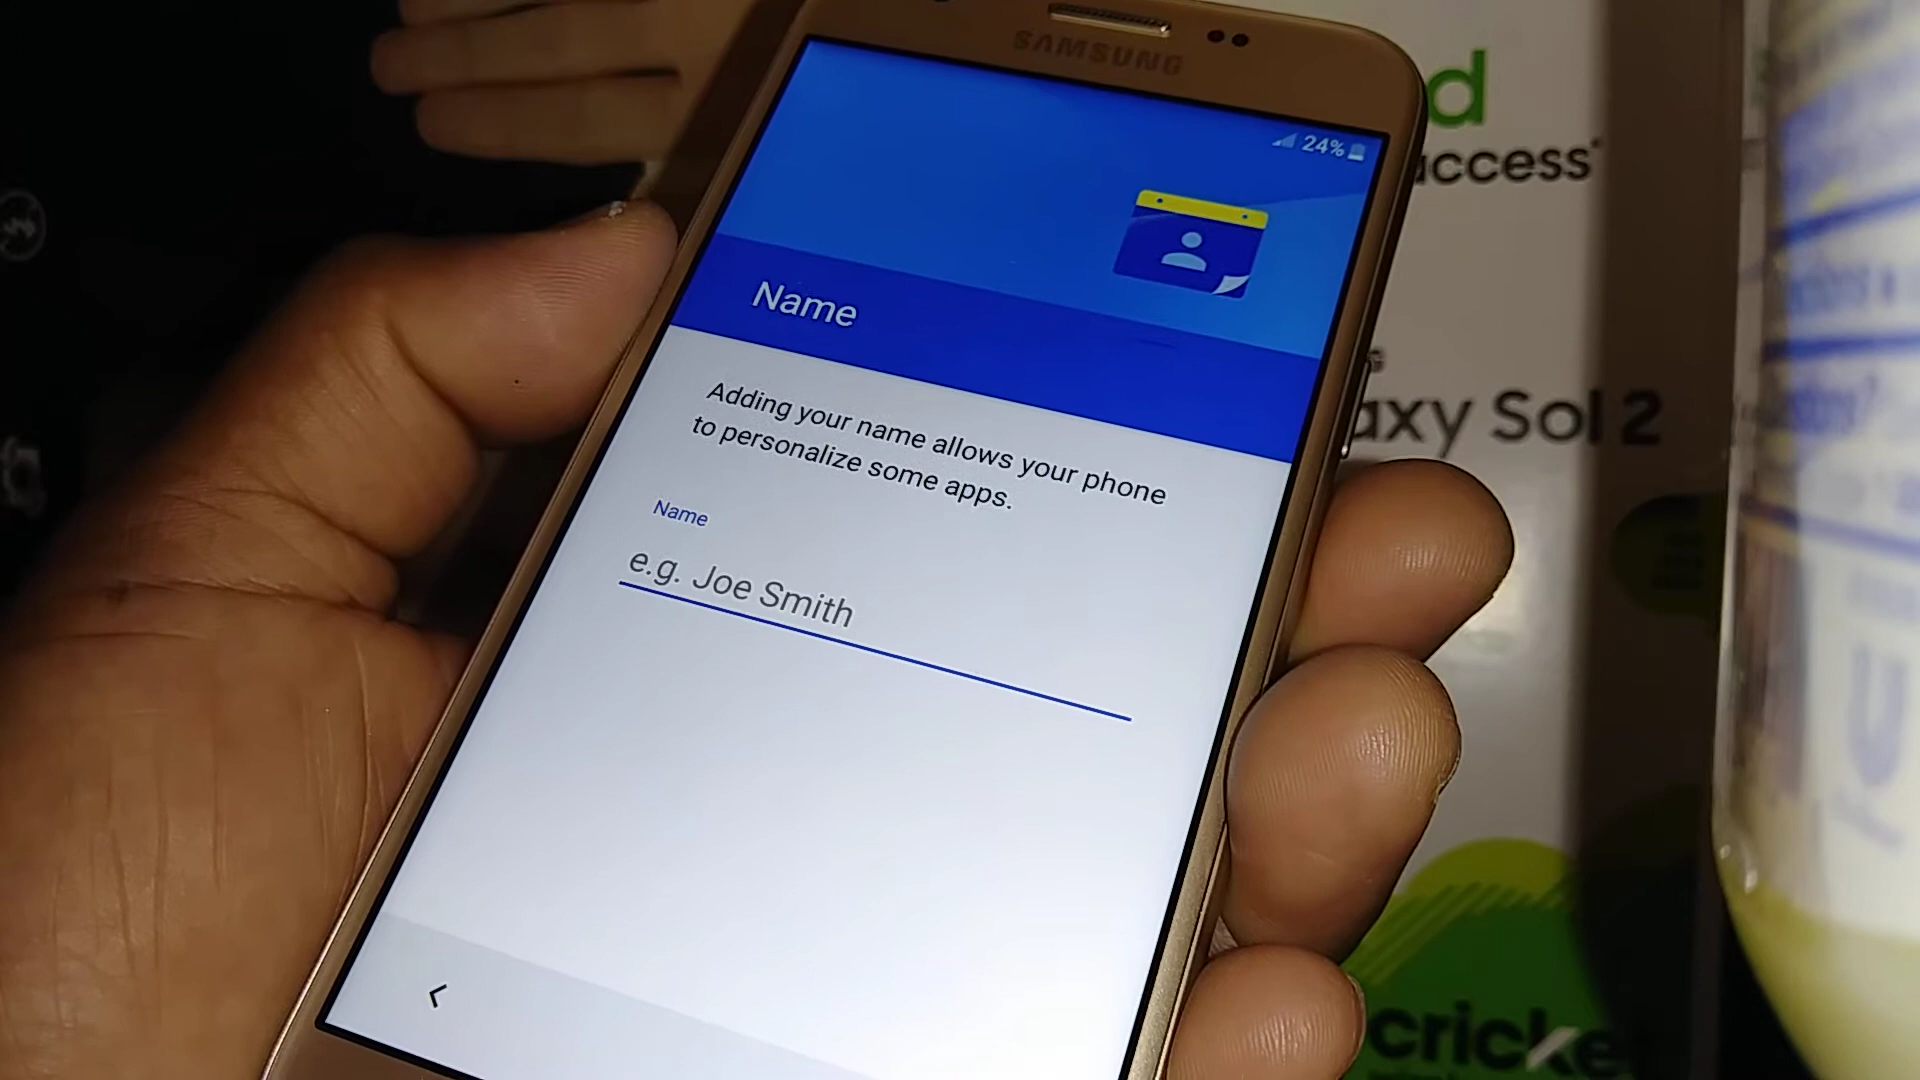 SAMSUNG
24%
Name
Adding your name allows your phone
to personalize some apps.
Name
e.g. Joe Smith
d
access
axy Sol 2
cricke